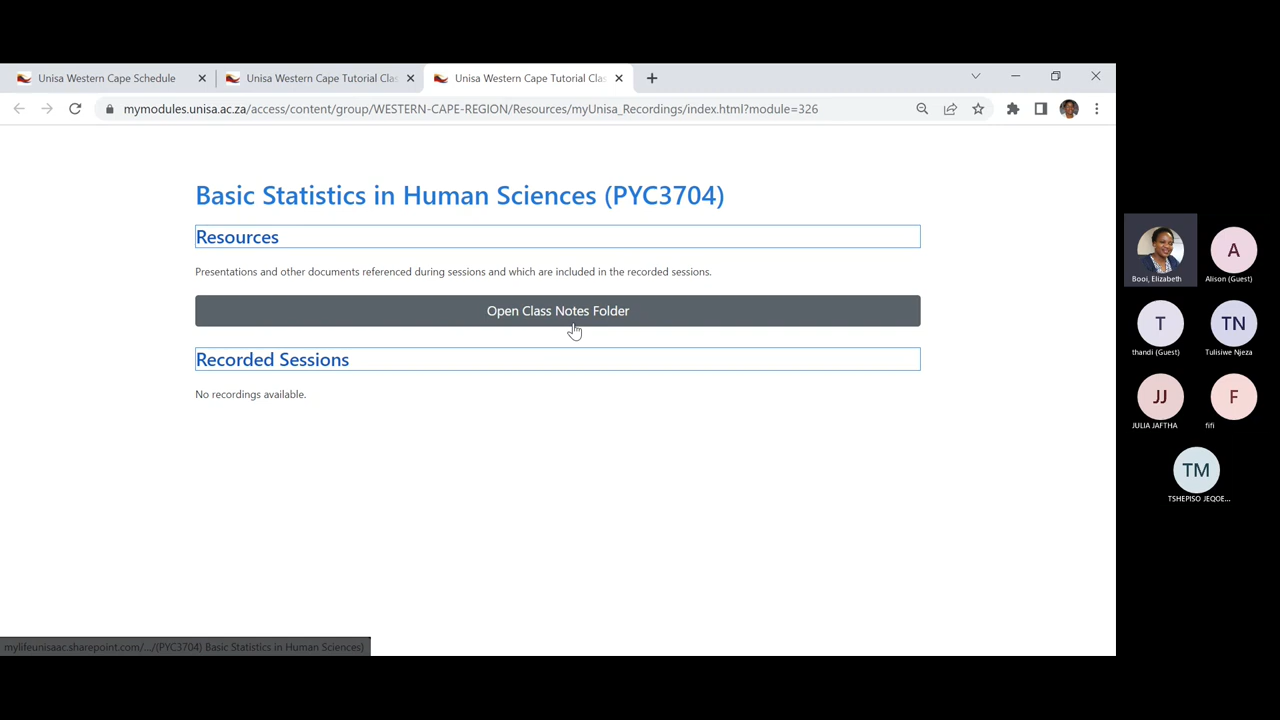 Unisa Western Cape Schedule
Unisa Western Cape Tutorial Clas
Unisa Western Cape Tutorial Clas
mymodules.unisa.ac.za/access/content/group/WESTERN-CAPE-REGION/Resources/myUnisa_Recordings/index.html?module=326
Basic Statistics in Human Sciences (PYC3704)
Resources
Presentations and other documents referenced during sessions and which are included in the recorded sessions.
Open Class Notes Folder
Recorded Sessions
No recordings available.
mylifeunisaac.sharepoint.com/.../(PYC3704) Basic Statistics in Human Sciences)
Booi, Elizabeth
A
Alison (Guest)
T
thandi (Guest)
TN
Tulisiwe Njeza
JJ
JULIA JAFTHA
F
fifi
TM
TSHEPISO JEQOE...